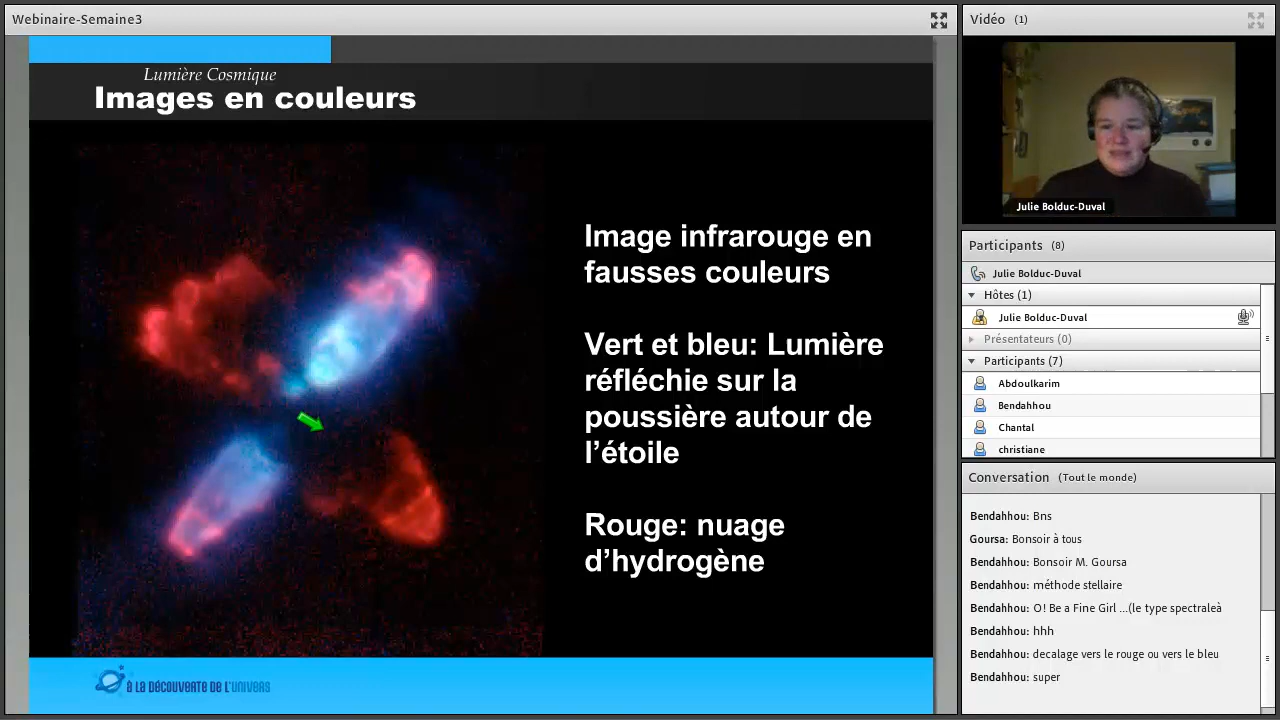 Webinaire-Semaine3
Lumière Cosmique
Images en couleurs
Image infrarouge en
fausses couleurs
Vert et bleu: Lumière
réfléchie sur la
poussière autour de
l’étoile
Rouge: nuage
d’hydrogène
À LA DÉCOUVERTE DE L'UNIVERS
Vidéo (1)
Julie Bolduc-Duval
Participants (8)
Julie Bolduc-Duval
Hôtes (1)
Julie Bolduc-Duval
Présentateurs (0)
Participants (7)
Abdoulkarim
Bendahhou
Chantal
christiane
Conversation (Tout le monde)
Bendahhou: Bns
Goursa: Bonsoir à tous
Bendahhou: Bonsoir M. Goursa
Bendahhou: méthode stellaire
Bendahhou: O! Be a Fine Girl ...(le type spectraleà
Bendahhou: hhh
Bendahhou: decalage vers le rouge ou vers le bleu
Bendahhou: super